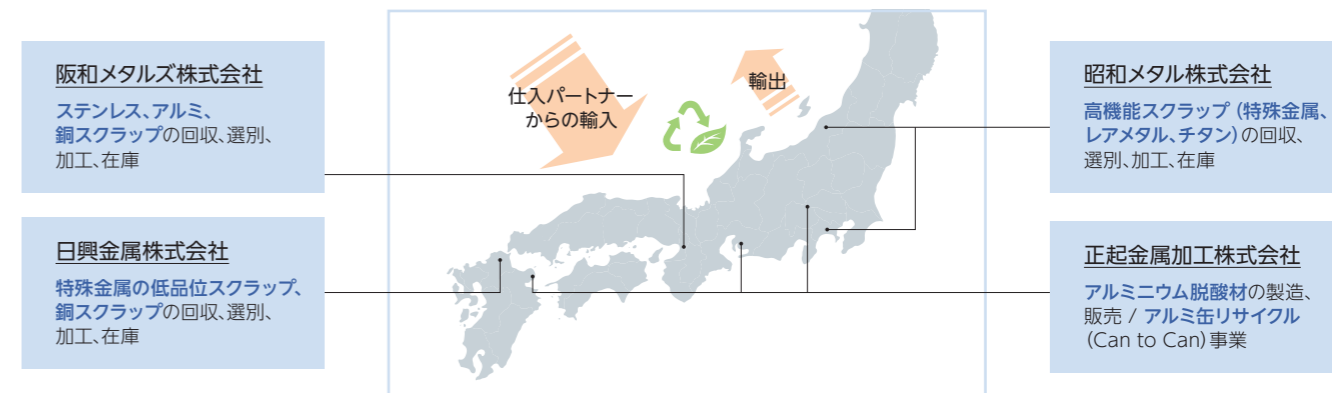 阪和メタルズ株式会社
ステンレス、アルミ、
銅スクラップの回収、選別、
加工、在庫
日興金属株式会社
特殊金属の低品位スクラップ、
銅スクラップの回収、選別、
加工、在庫
仕入パートナー
からの輸入
輸出
昭和メタル株式会社
高機能スクラップ(特殊金属、
レアメタル、チタン)の回収、
選別、加工、在庫
正起金属加工株式会社
アルミニウム脱酸材の製造、
販売 / アルミ缶リサイクル
(Can to Can)事業